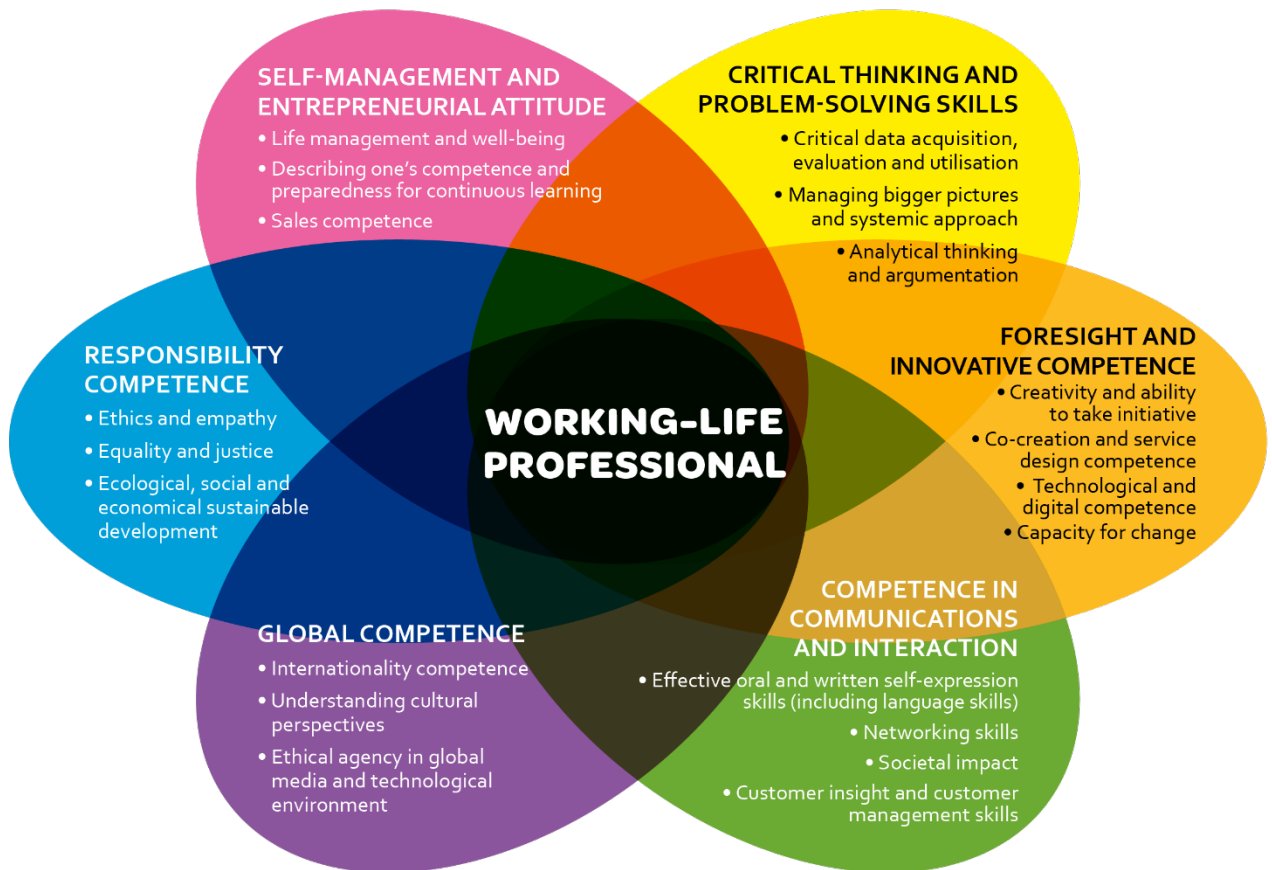 SELF-MANAGEMENT AND
ENTREPRENEURIAL ATTITUDE
• Life management and well-being
• Describing one's competence and
preparedness for continuous learning
• Sales competence
CRITICAL THINKING AND
PROBLEM-SOLVING SKILLS
• Critical data acquisition,
evaluation and utilisation
• Managing bigger pictures
and systemic approach
• Analytical thinking
and argumentation
RESPONSIBILITY
COMPETENCE
• Ethics and empathy
• Equality and justice
• Ecological, social and
economical sustainable
development
WORKING-LIFE
PROFESSIONAL
FORESIGHT AND
INNOVATIVE COMPETENCE
• Creativity and ability
to take initiative
• Co-creation and service
design competence
• Technological and
digital competence
• Capacity for change
GLOBAL COMPETENCE
• Internationality competence
• Understanding cultural
perspectives
• Ethical agency in global
media and technological
environment
COMPETENCE IN
COMMUNICATIONS
AND INTERACTION
• Effective oral and written self-expression
skills (including language skills)
• Networking skills
• Societal impact
• Customer insight and customer
management skills